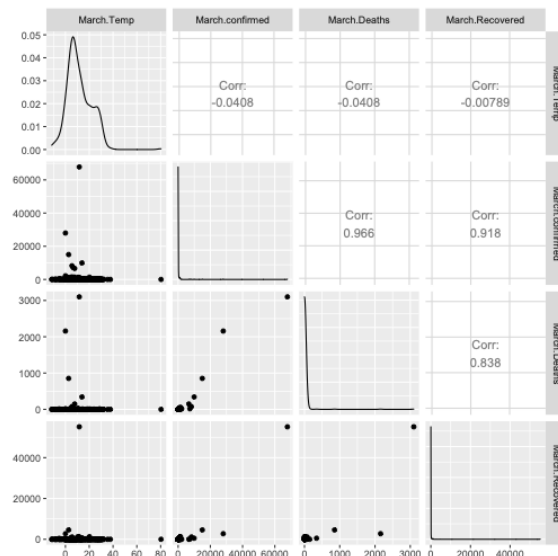 March.Temp March.confirmed March.Deaths March.Recovered
0.05
0.04
0.03
0.02
0.01
0.00
Corr:
-0.0408
Corr:
-0.0408
Corr:
-0.00789
March.Temp
60000
40000
20000
0
Corr:
0.966
Corr:
0.918
March.confirmed
3000
2000
1000
0
Corr:
0.838
March.Deaths
40000
20000
0
March.Recovered
0 20 40 60 80 0 20000 40000 60000 0 1000 2000 3000 0 20000 40000